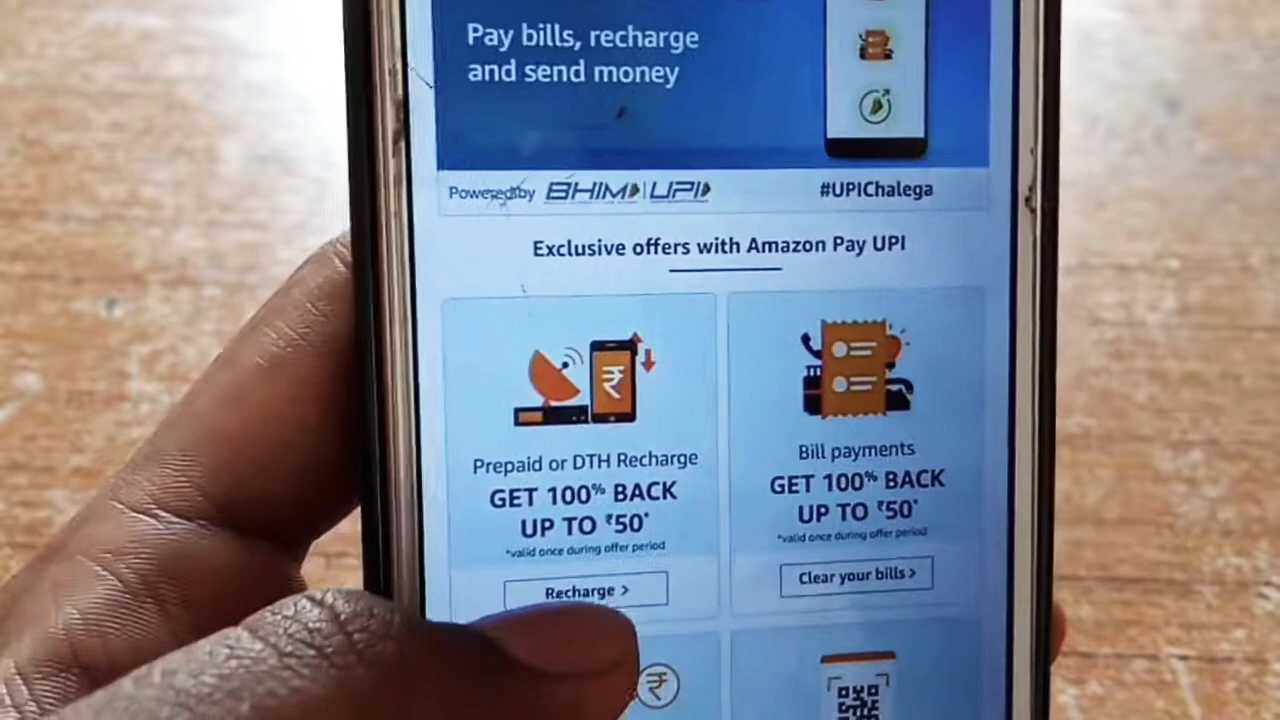 Pay bills, recharge
and send money
Powered by BHIM UPI
#UPIChalega
Exclusive offers with Amazon Pay UPI
Prepaid or DTH Recharge
GET 100% BACK
UP TO ₹50*
*valid once during offer period
Recharge >
Bill payments
GET 100% BACK
UP TO ₹50*
*valid once during offer period
Clear your bills >